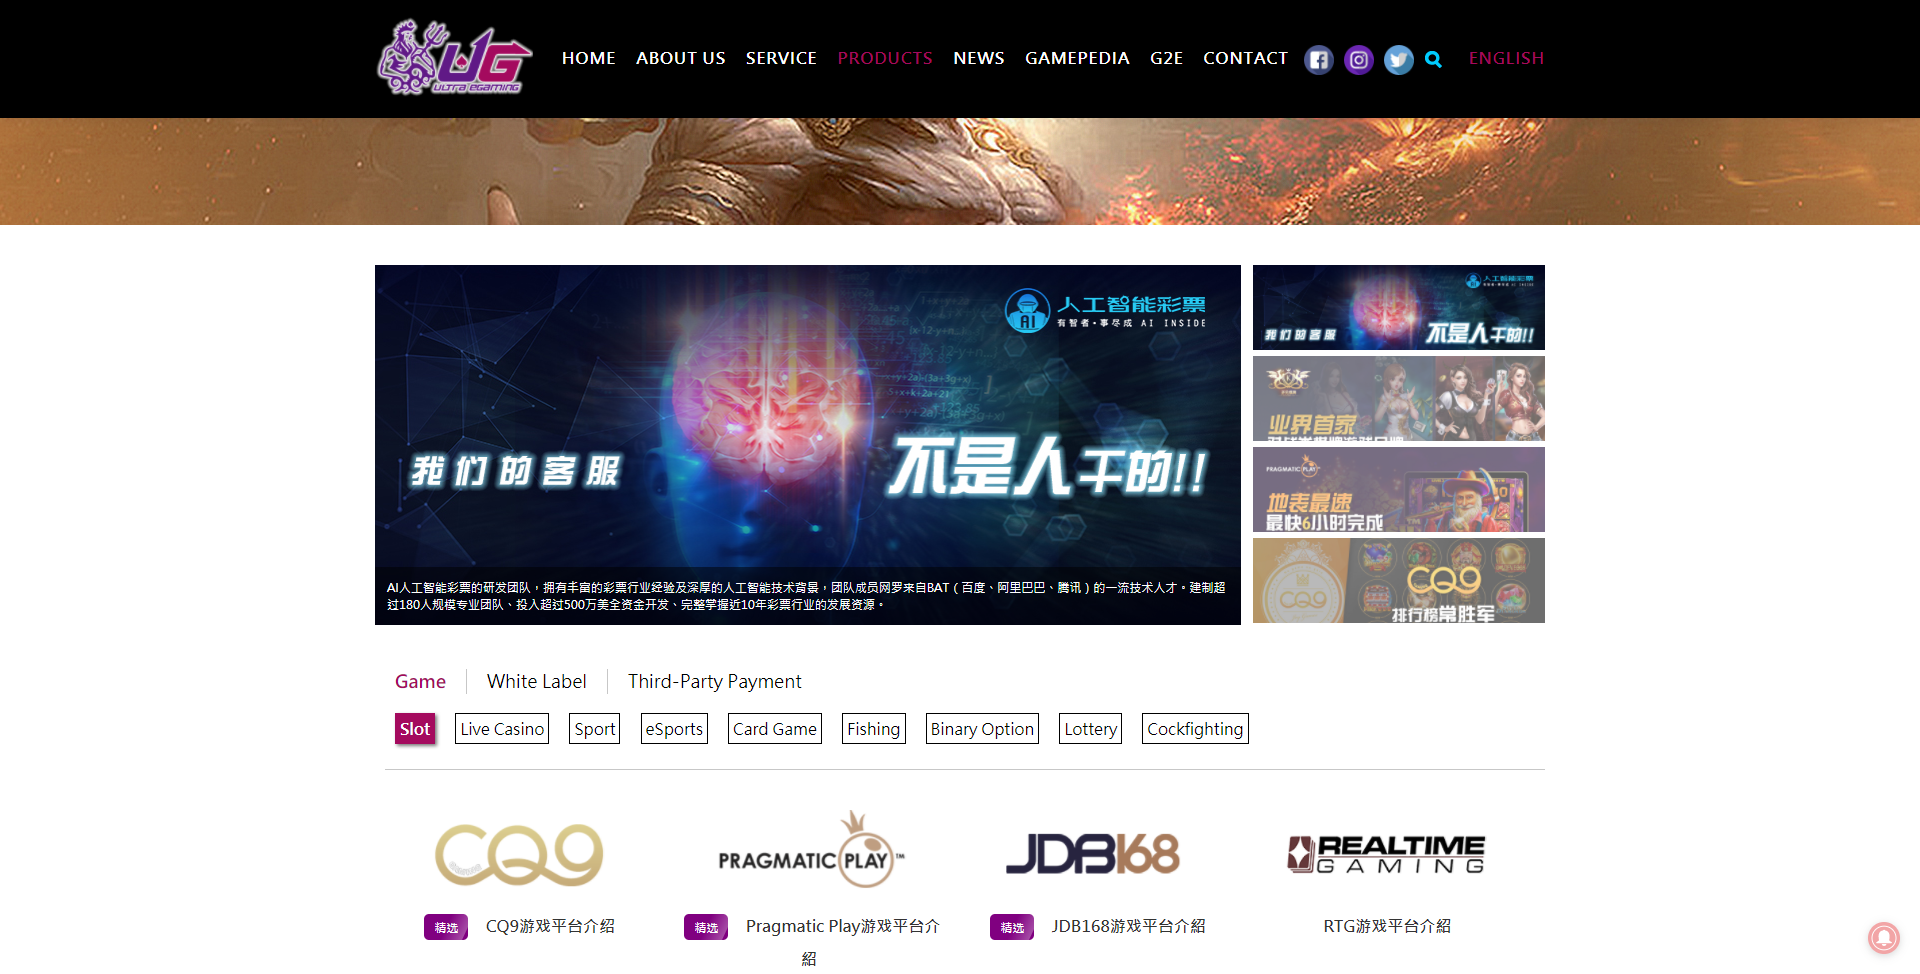 UG
ULTRA EGAMING
HOME ABOUT US SERVICE PRODUCTS NEWS GAMEPEDIA G2E CONTACT ENGLISH
人工智能彩票
有智者·事尽成 AI INSIDE
AI
我们的客服
不是人干的!!
AI人工智能彩票的研发团队，拥有丰富的彩票行业经验及深厚的人工智能技术背景，团队成员网罗来自BAT（百度、阿里巴巴、腾讯）的一流技术人才。建制超
过180人规模专业团队、投入超过500万美全资金开发、完整掌握近10年彩票行业的发展资源。
人工智能彩票
我们的客服
不是人干的!!
业界首家
PRAGMATIC PLAY
地表最速
最快6小时完成
CQ9
CQ9
排行榜常胜军
Game White Label Third-Party Payment
Slot Live Casino Sport eSports Card Game Fishing Binary Option Lottery Cockfighting
CQ9
PRAGMATIC PLAY™
JDB168
REALTIME
GAMING
精选 CQ9游戏平台介紹
精选 Pragmatic Play游戏平台介
紹
精选 JDB168游戏平台介紹
RTG游戏平台介紹